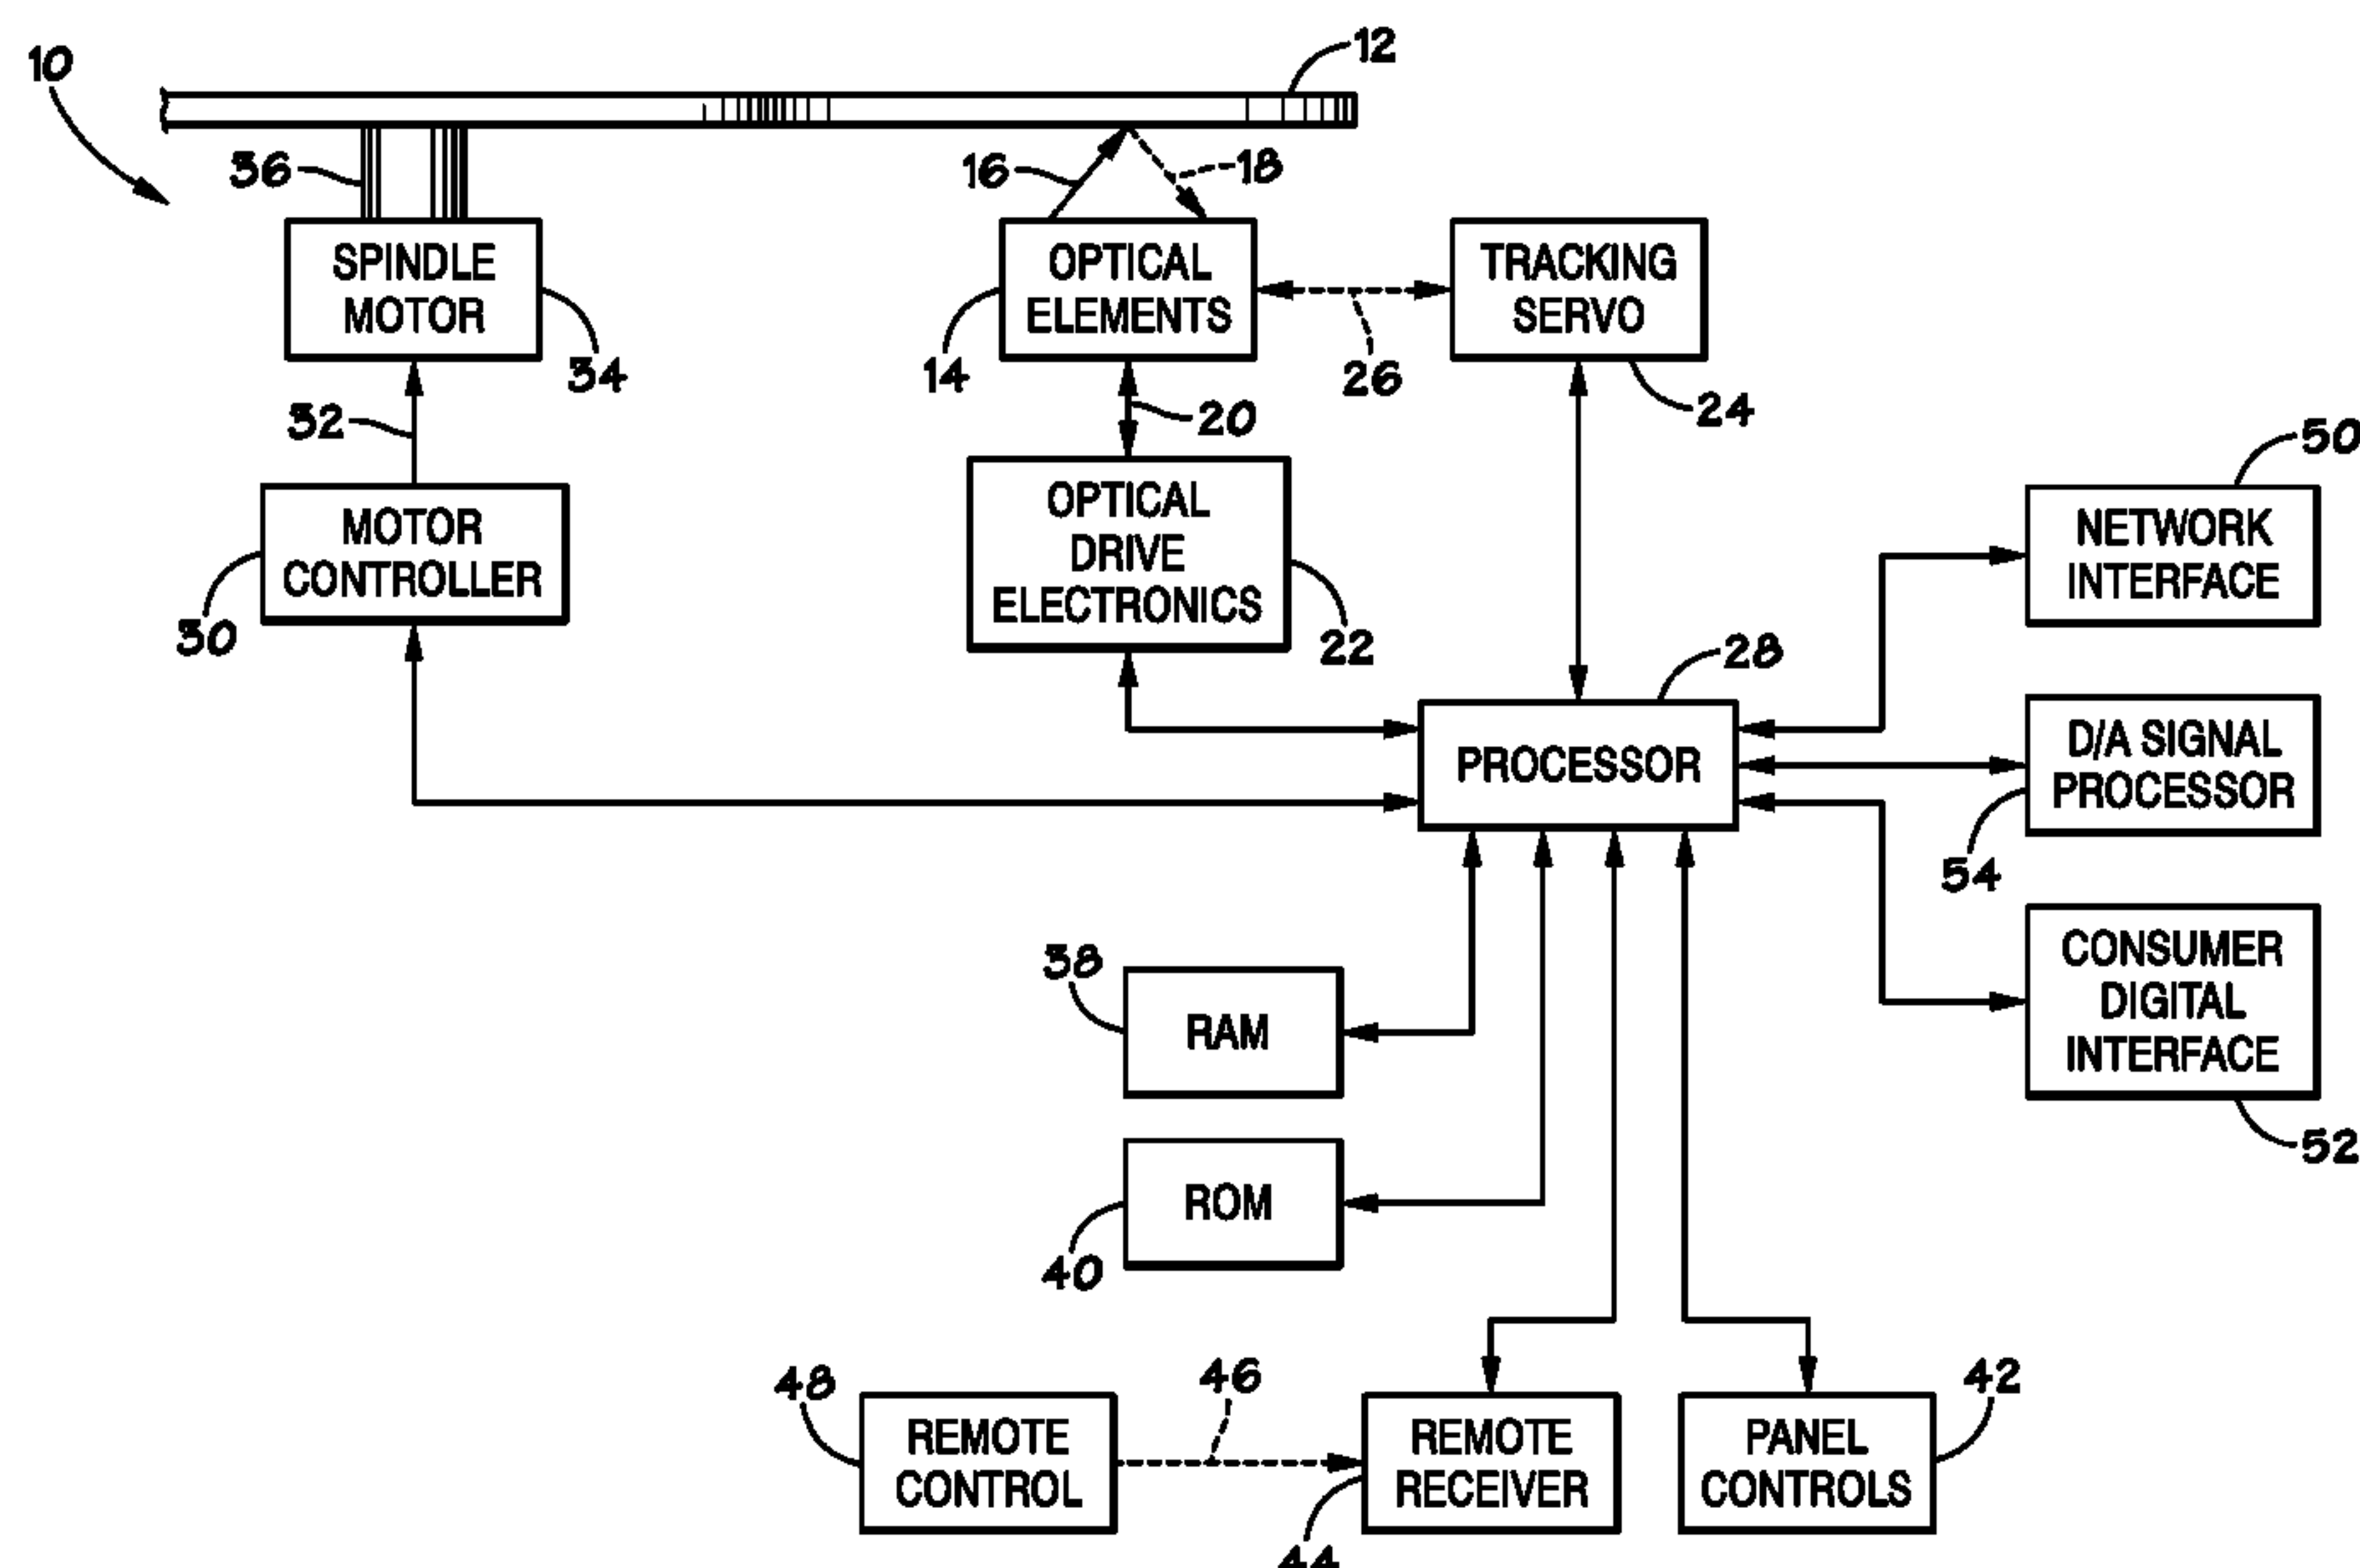 10
12
36
16
18
SPINDLE
MOTOR
OPTICAL
ELEMENTS
TRACKING
SERVO
34
14
26
24
32
20
50
MOTOR
CONTROLLER
OPTICAL
DRIVE
ELECTRONICS
NETWORK
INTERFACE
30
22
28
PROCESSOR
D/A SIGNAL
PROCESSOR
54
38
RAM
CONSUMER
DIGITAL
INTERFACE
52
ROM
40
48
46
42
REMOTE
CONTROL
REMOTE
RECEIVER
PANEL
CONTROLS
44